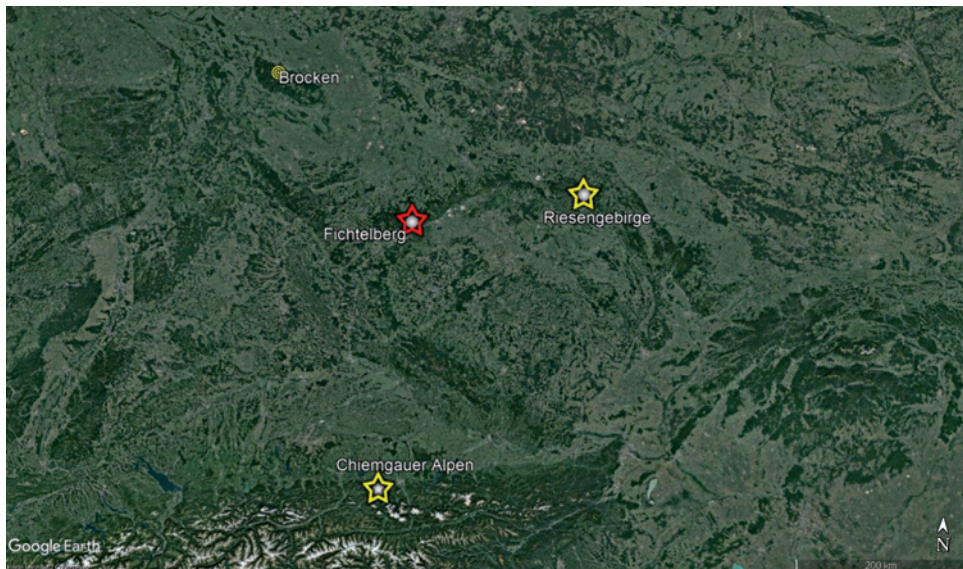 Brocken
Riesengebirge
Fichtelberg
Chiemgauer Alpen
Google Earth
N
200 km